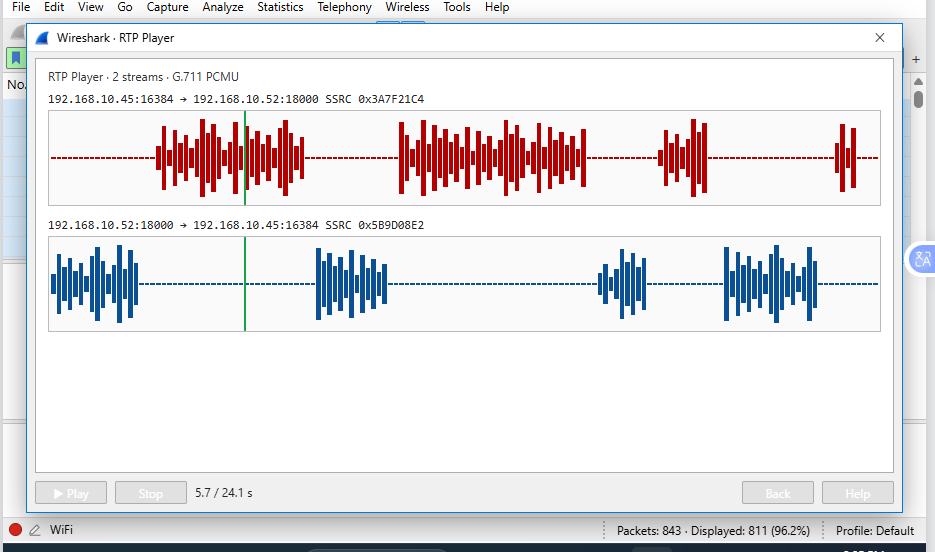 File Edit View Go Capture Analyze Statistics Telephony Wireless Tools Help
Wireshark · RTP Player
No.
RTP Player · 2 streams · G.711 PCMU
192.168.10.45:16384 → 192.168.10.52:18000 SSRC 0x3A7F21C4
192.168.10.52:18000 → 192.168.10.45:16384 SSRC 0x5B9D08E2
▶ Play Stop 5.7 / 24.1 s Back Help
WiFi Packets: 843 · Displayed: 811 (96.2%) Profile: Default